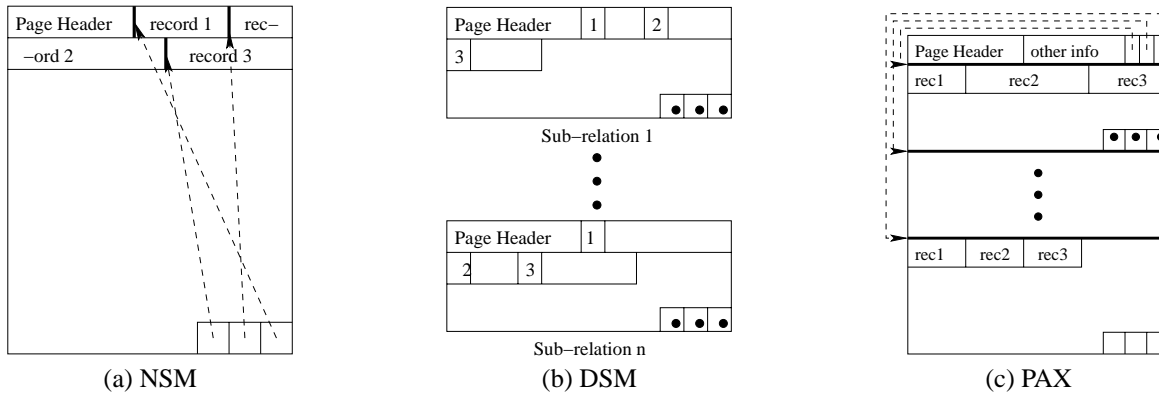 Page Header record 1 rec–
–ord 2 record 3
(a) NSM
Page Header 1 2
3
Sub–relation 1
Page Header 1
2 3
Sub–relation n
(b) DSM
Page Header other info
rec1 rec2 rec3
rec1 rec2 rec3
(c) PAX